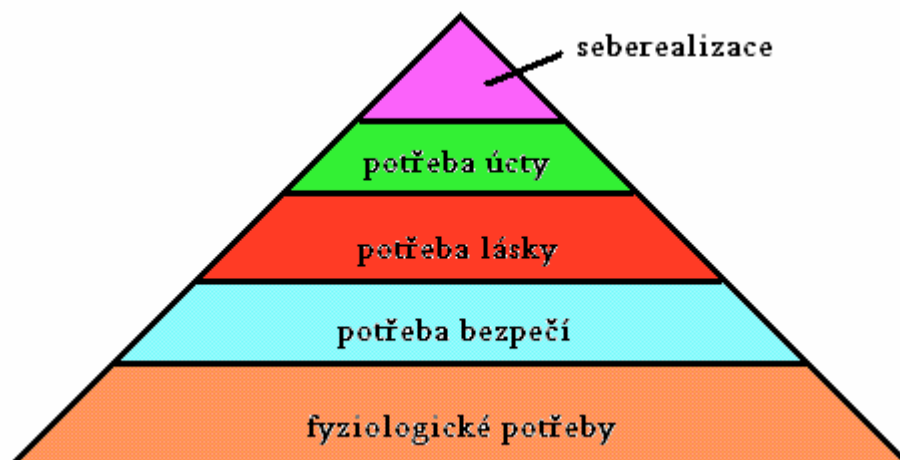 seberealizace
potřeba úcty
potřeba lásky
potřeba bezpečí
fyziologické potřeby